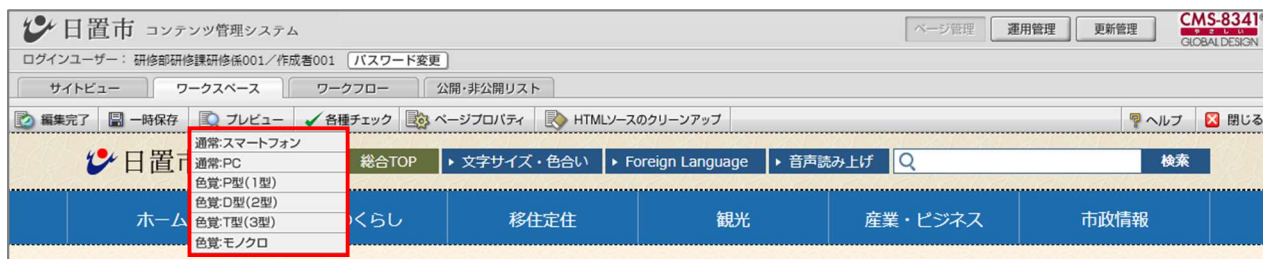 日置市 コンテンツ管理システム ページ管理 運用管理 更新管理 CMS-8341
やさしい
GLOBAL DESIGN
ログインユーザー： 研修部研修課研修係001／作成者001 パスワード変更
サイトビュー ワークスペース ワークフロー 公開・非公開リスト
編集完了 一時保存 プレビュー 各種チェック ページプロパティ HTMLソースのクリーンアップ ヘルプ 閉じる
通常:スマートフォン
通常:PC
色覚:P型(1型)
色覚:D型(2型)
色覚:T型(3型)
色覚:モノクロ
日置 総合TOP 文字サイズ・色合い Foreign Language 音声読み上げ 検索
ホーム くらし 移住定住 観光 産業・ビジネス 市政情報